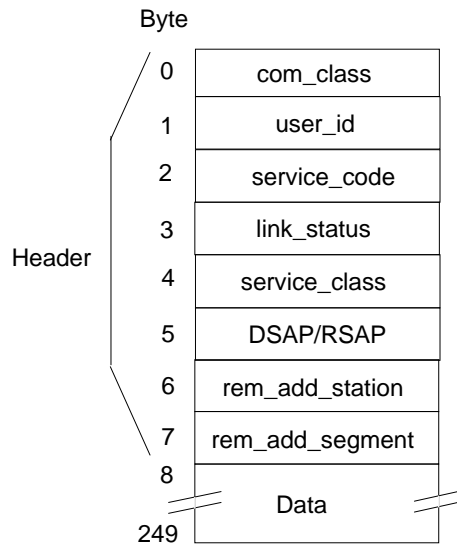 Byte
0 com_class
1 user_id
2 service_code
3 link_status
Header
4 service_class
5 DSAP/RSAP
6 rem_add_station
7 rem_add_segment
8
Data
249